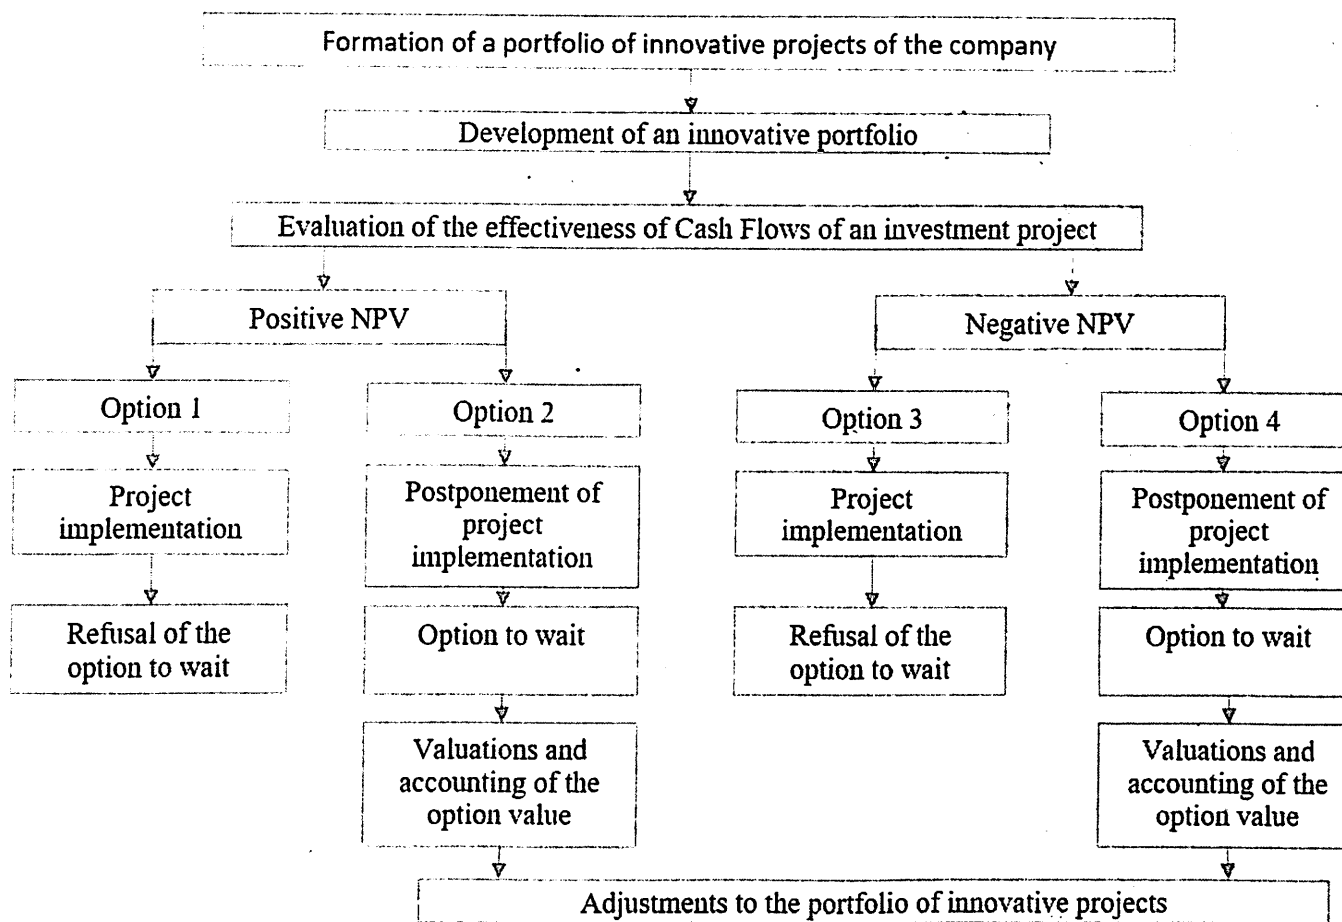 Formation of a portfolio of innovative projects of the company
Development of an innovative portfolio
Evaluation of the effectiveness of Cash Flows of an investment project
Positive NPV
Negative NPV
Option 1
Option 2
Option 3
Option 4
Project
implementation
Postponement of
project
implementation
Project
implementation
Postponement of
project
implementation
Refusal of the
option to wait
Option to wait
Refusal of the
option to wait
Option to wait
Valuations and
accounting of the
option value
Valuations and
accounting of the
option value
Adjustments to the portfolio of innovative projects